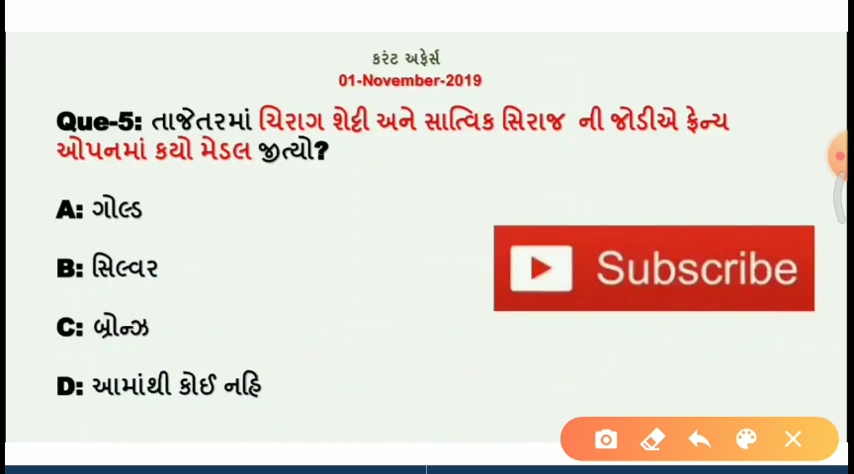 કરંટ અફેર્સ
01-November-2019
Que-5: તાજેતરમાં ચિરાગ શેટ્ટી અને સાત્વિક સિરાજ ની જોડીએ ફ્રેન્ચ
ઓપનમાં કયો મેડલ જીત્યો?
A: ગોલ્ડ
B: સિલ્વર
Subscribe
C: બ્રોન્ઝ
D: આમાંથી કોઈ નહિ